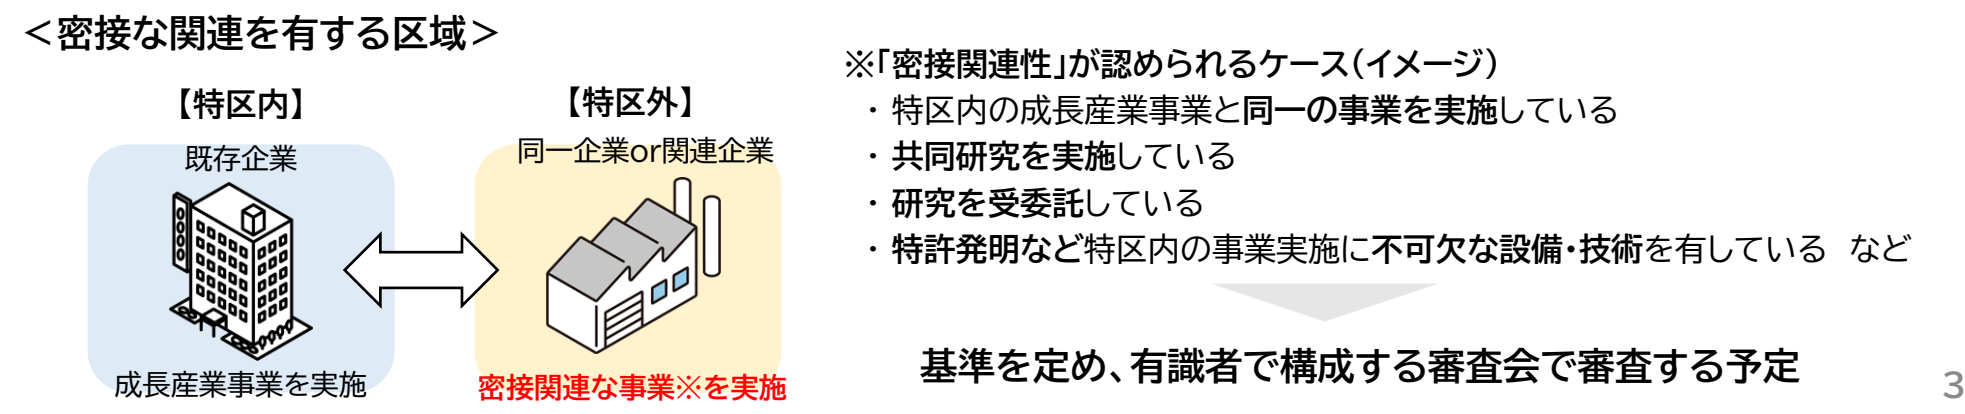 ＜密接な関連を有する区域＞
【特区内】
既存企業
成長産業事業を実施
【特区外】
同一企業or関連企業
密接関連な事業※を実施
※「密接関連性」が認められるケース（イメージ）
・特区内の成長産業事業と同一の事業を実施している
・共同研究を実施している
・研究を受委託している
・特許発明など特区内の事業実施に不可欠な設備・技術を有している　など
基準を定め、有識者で構成する審査会で審査する予定
3